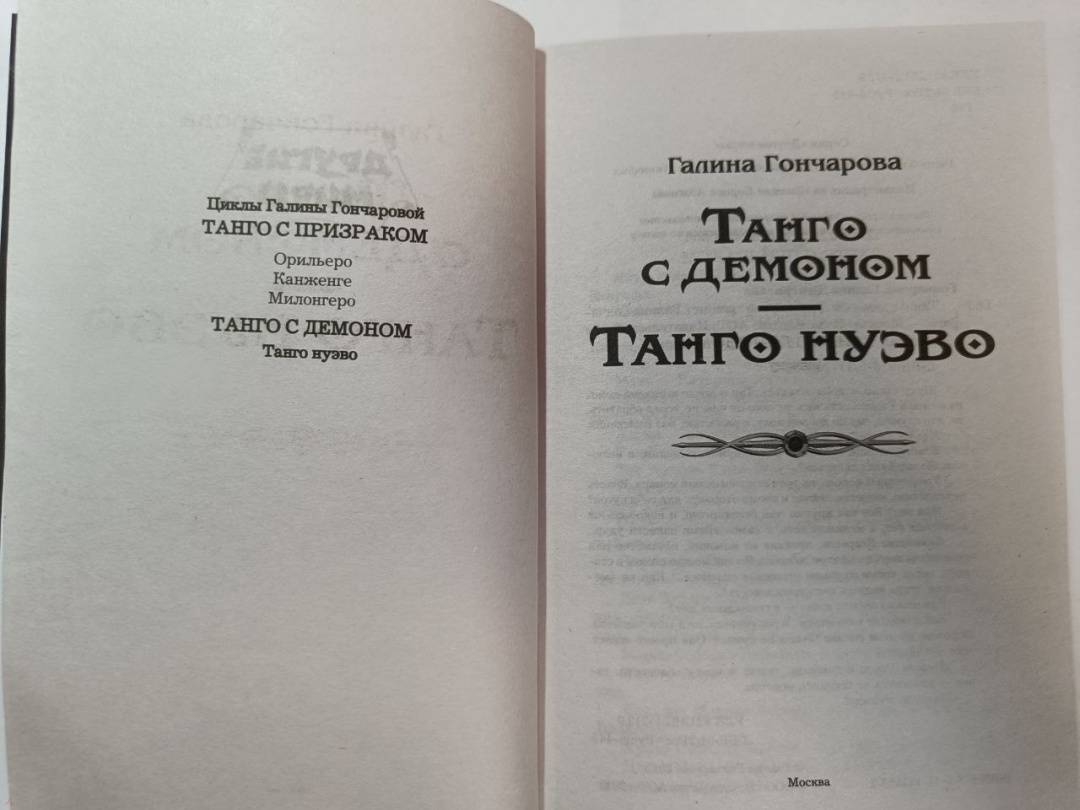 Циклы Галины Гончаровой
ТАНГО С ПРИЗРАКОМ
Орильеро
Канженге
Милонгеро
ТАНГО С ДЕМОНОМ
Танго нуэво
Галина Гончарова
Танго
с демоном
Танго нуэво
Москва